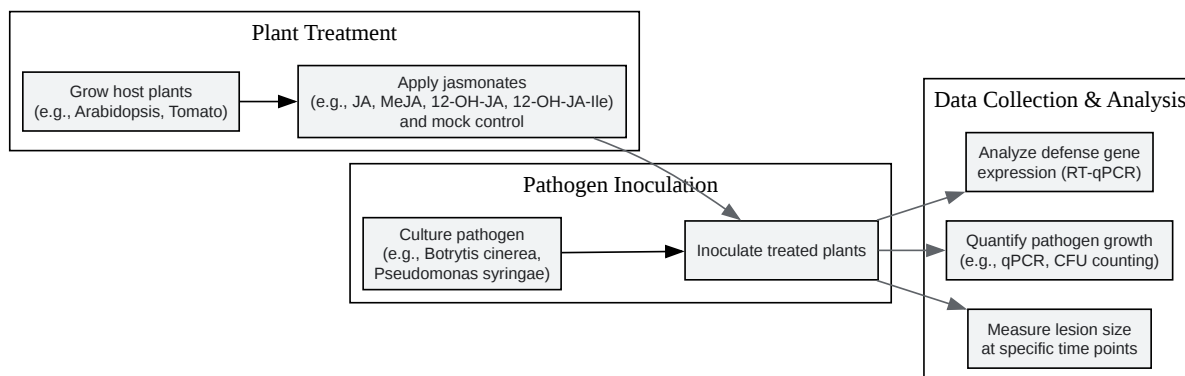 Plant Treatment
Grow host plants
(e.g., Arabidopsis, Tomato)
Apply jasmonates
(e.g., JA, MeJA, 12-OH-JA, 12-OH-JA-Ile)
and mock control
Pathogen Inoculation
Culture pathogen
(e.g., Botrytis cinerea,
Pseudomonas syringae)
Inoculate treated plants
Data Collection & Analysis
Analyze defense gene
expression (RT-qPCR)
Quantify pathogen growth
(e.g., qPCR, CFU counting)
Measure lesion size
at specific time points